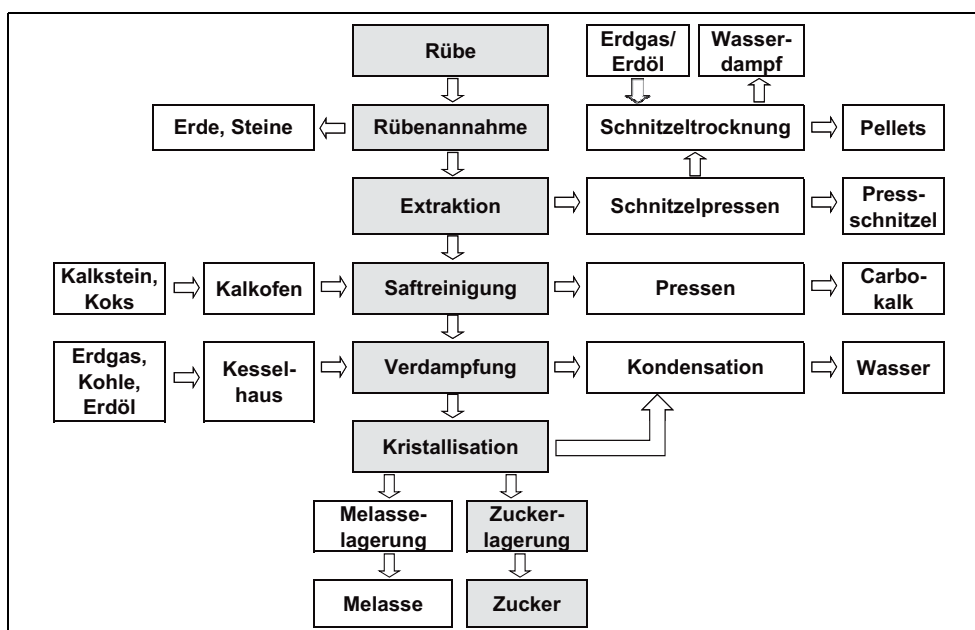 Rübe
Erdgas/
Erdöl
Wasser-
dampf
Erde, Steine
Rübenannahme
Schnitzeltrocknung
Pellets
Extraktion
Schnitzelpressen
Press-
schnitzel
Kalkstein,
Koks
Kalkofen
Saftreinigung
Pressen
Carbo-
kalk
Erdgas,
Kohle,
Erdöl
Kessel-
haus
Verdampfung
Kondensation
Wasser
Kristallisation
Melasse-
lagerung
Zucker-
lagerung
Melasse
Zucker